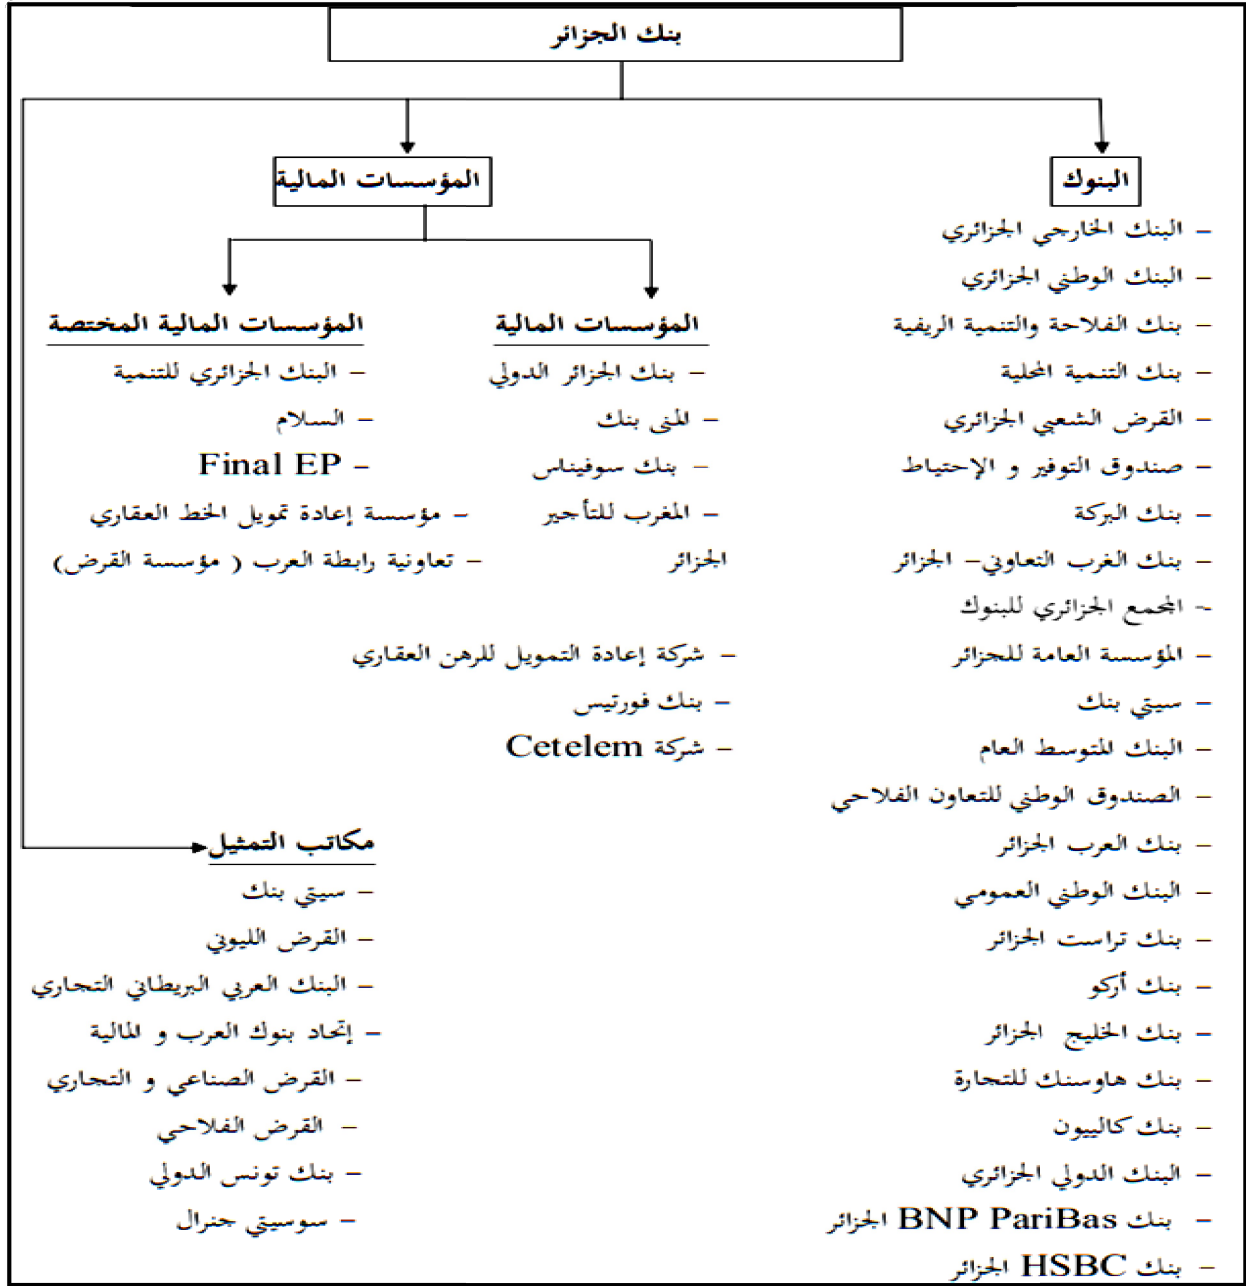 بنك الجزائر
البنوك
– البنك الخارجي الجزائري
– البنك الوطني الجزائري
– بنك الفلاحة والتنمية الريفية
– بنك التنمية المحلية
– القرض الشعبي الجزائري
– صندوق التوفير و الإحتياط
– بنك البركة
– بنك الغرب التعاوني– الجزائر
– المجمع الجزائري للبنوك
– المؤسسة العامة للجزائر
– سيتي بنك
– البنك المتوسط العام
– الصندوق الوطني للتعاون الفلاحي
– بنك العرب الجزائر
– البنك الوطني العمومي
– بنك تراست الجزائر
– بنك أركو
– بنك الخليج الجزائر
– بنك هاوسنك للتجارة
– بنك كالييون
– البنك الدولي الجزائري
– بنك BNP PariBas الجزائر
– بنك HSBC الجزائر
المؤسسات المالية
المؤسسات المالية
– بنك الجزائر الدولي
– المنى بنك
– بنك سوفيناس
– المغرب للتأجير
الجزائر
– شركة إعادة التمويل للرهن العقاري
– بنك فورتيس
– شركة Cetelem
المؤسسات المالية المختصة
– البنك الجزائري للتنمية
– السلام
– Final EP
– مؤسسة إعادة تمويل الخط العقاري
– تعاونية رابطة العرب ( مؤسسة القرض)
مكاتب التمثيل
– سيتي بنك
– القرض الليوني
– البنك العربي البريطاني التجاري
– إتحاد بنوك العرب و المالية
– القرض الصناعي و التجاري
– القرض الفلاحي
– بنك تونس الدولي
– سوسيتي جنرال